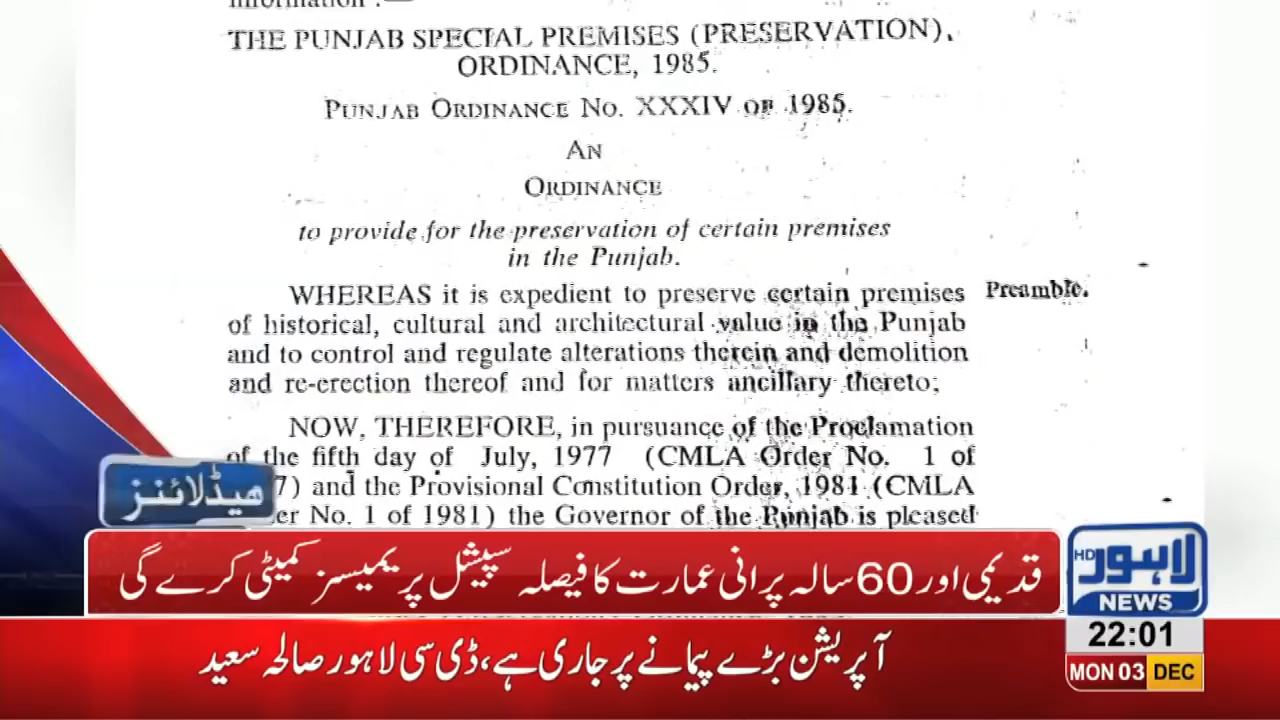 THE PUNJAB SPECIAL PREMISES (PRESERVATION).
ORDINANCE, 1985.
PUNJAB ORDINANCE No. XXXIV OF 1985.
AN
ORDINANCE
to provide for the preservation of certain premises
in the Punjab.
WHEREAS it is expedient to preserve certain premises
Preamble.
of historical, cultural and architectural value in the Punjab
and to control and regulate alterations therein and demolition
and re-erection thereof and for matters ancillary thereto;
NOW, THEREFORE, in pursuance of the Proclamation
of the fifth day of July, 1977 (CMLA Order No. 1 of
7) and the Provisional Constitution Order, 1981 (CMLA
er No. 1 of 1981) the Governor of the Punjab is pleased
ہیڈلائنز
قدیمی اور 60 سالہ پرانی عمارت کا فیصلہ سپیشل پریمیسز کمیٹی کرے گی
HD لاہور
NEWS
22:01
MON 03 DEC
آپریشن بڑے پیمانے پر جاری ہے، ڈی سی لاہور صالحہ سعید